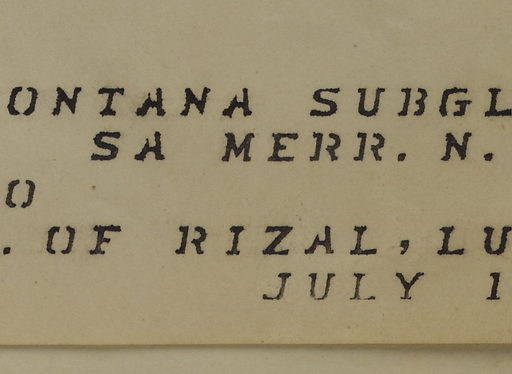 ONTANA SUBGL
SA MERR. N.
O
. OF RIZAL, LU
JULY 1